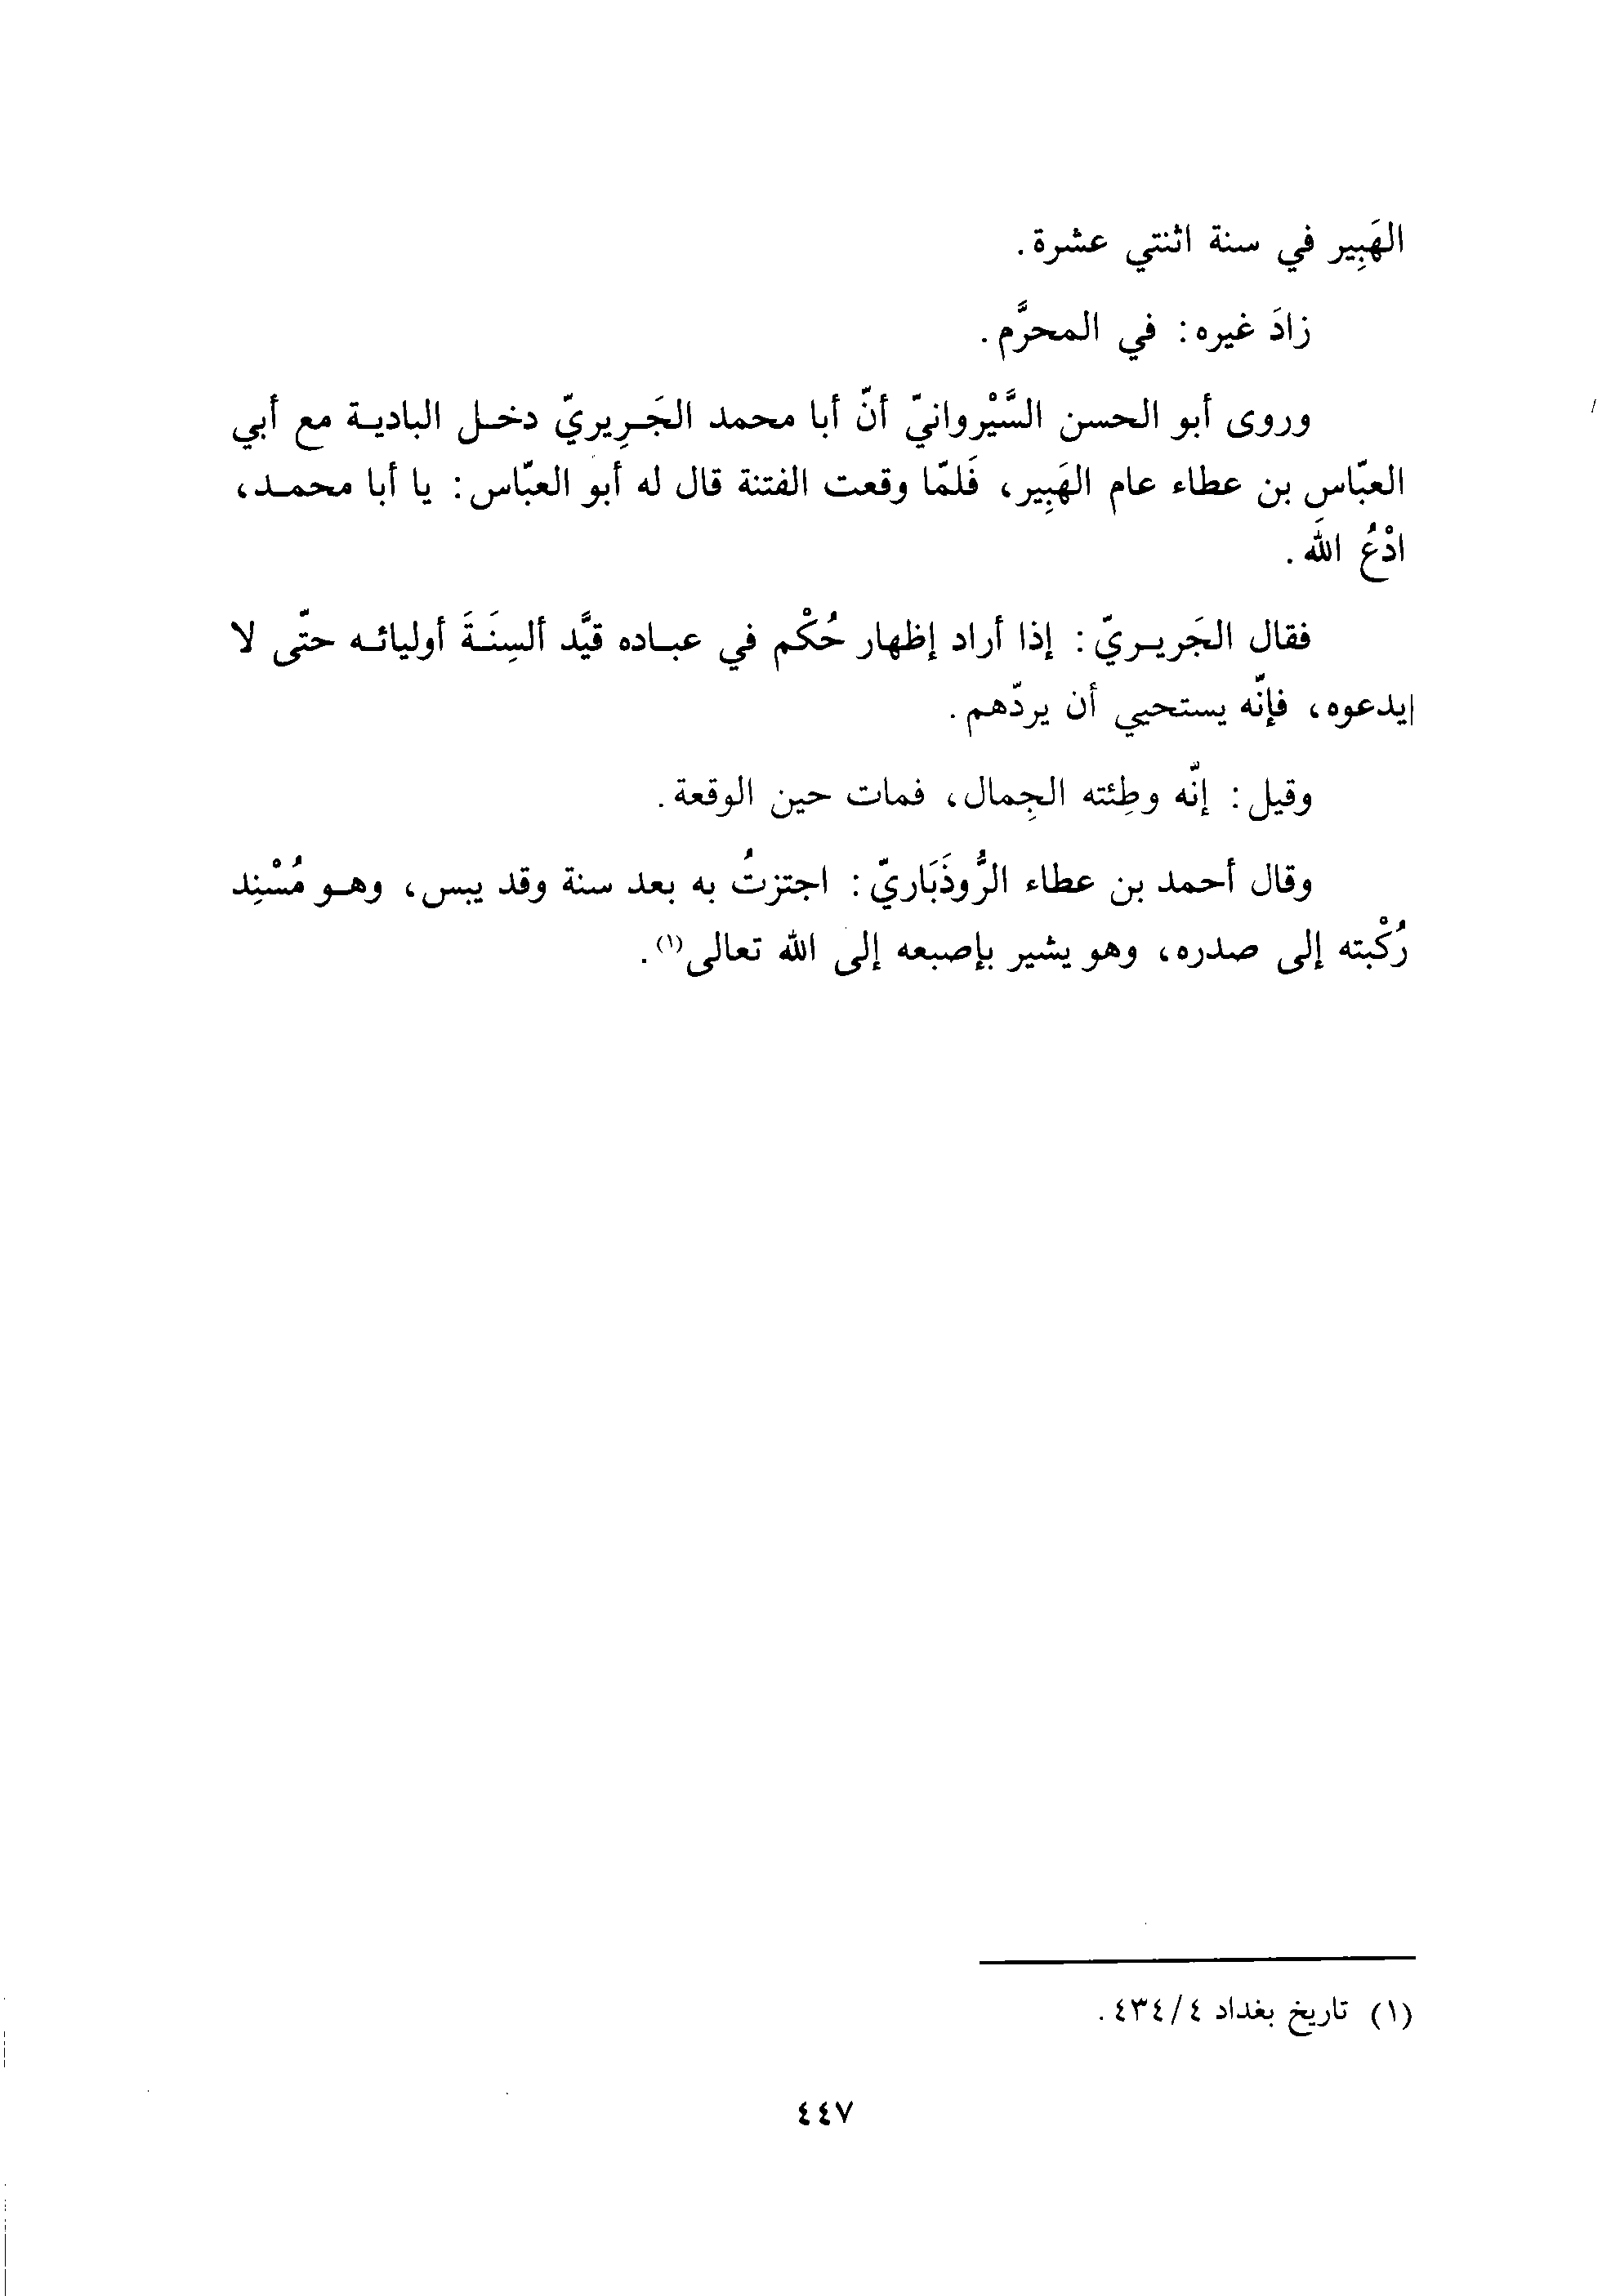 الهَبِير في سنة اثنتي عشرة.
زادَ غيره: في المحرَّم.
وروى أبو الحسن السَّيْروانيّ أنّ أبا محمد الجَرِيريّ دخل البادية مع أبي
العبّاس بن عطاء عام الهَبِير، فَلمّا وقعت الفتنة قال له أبو العبّاس: يا أبا محمد،
ادْعُ اللَه.
فقال الجَريريّ: إذا أراد إظهار حُكْم في عباده قيَّد ألسِنَةَ أوليائه حتّى لا
يدعوه، فإنّه يستحيي أن يردّهم.
وقيل: إنّه وطِئته الجِمال، فمات حين الوقعة.
وقال أحمد بن عطاء الرُّوذَبَاريّ: اجتزتُ به بعد سنة وقد يبس، وهو مُسْنِد
رُكْبته إلى صدره، وهو يشير بإصبعه إلى الله تعالى(١).
(١) تاريخ بغداد ٤/٤٣٤.
٤٤٧